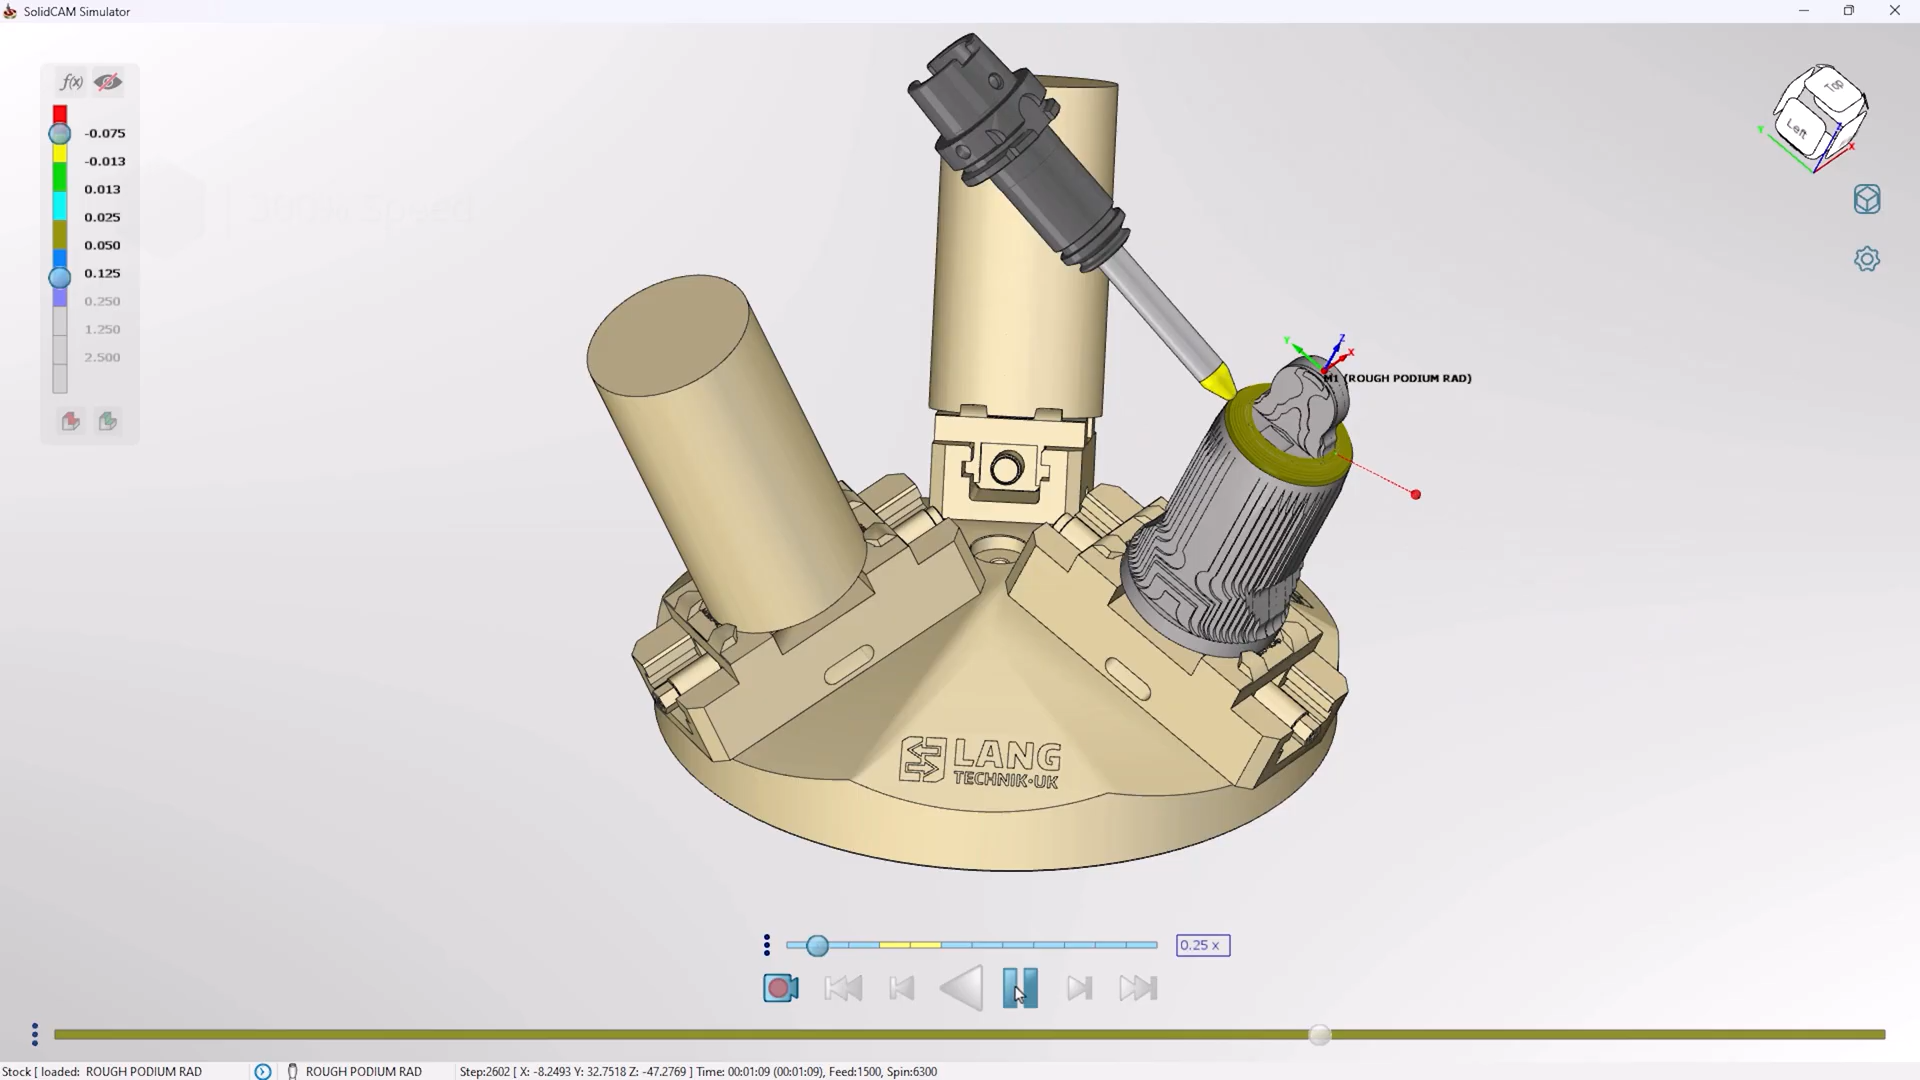 SolidCAM Simulator
f(x)
-0.075
-0.013
0.013
0.025
0.050
0.125
0.250
1.250
2.500
300% Speed
Top
Left
Y
Z
X
Y
Z
X
M1 (ROUGH PODIUM RAD)
LANG
TECHNIK·UK
0.25 x
Stock [ loaded: ROUGH PODIUM RAD
ROUGH PODIUM RAD
Step:2602 [ X: -8.2493 Y: 32.7518 Z: -47.2769 ] Time: 00:01:09 (00:01:09), Feed:1500, Spin:6300